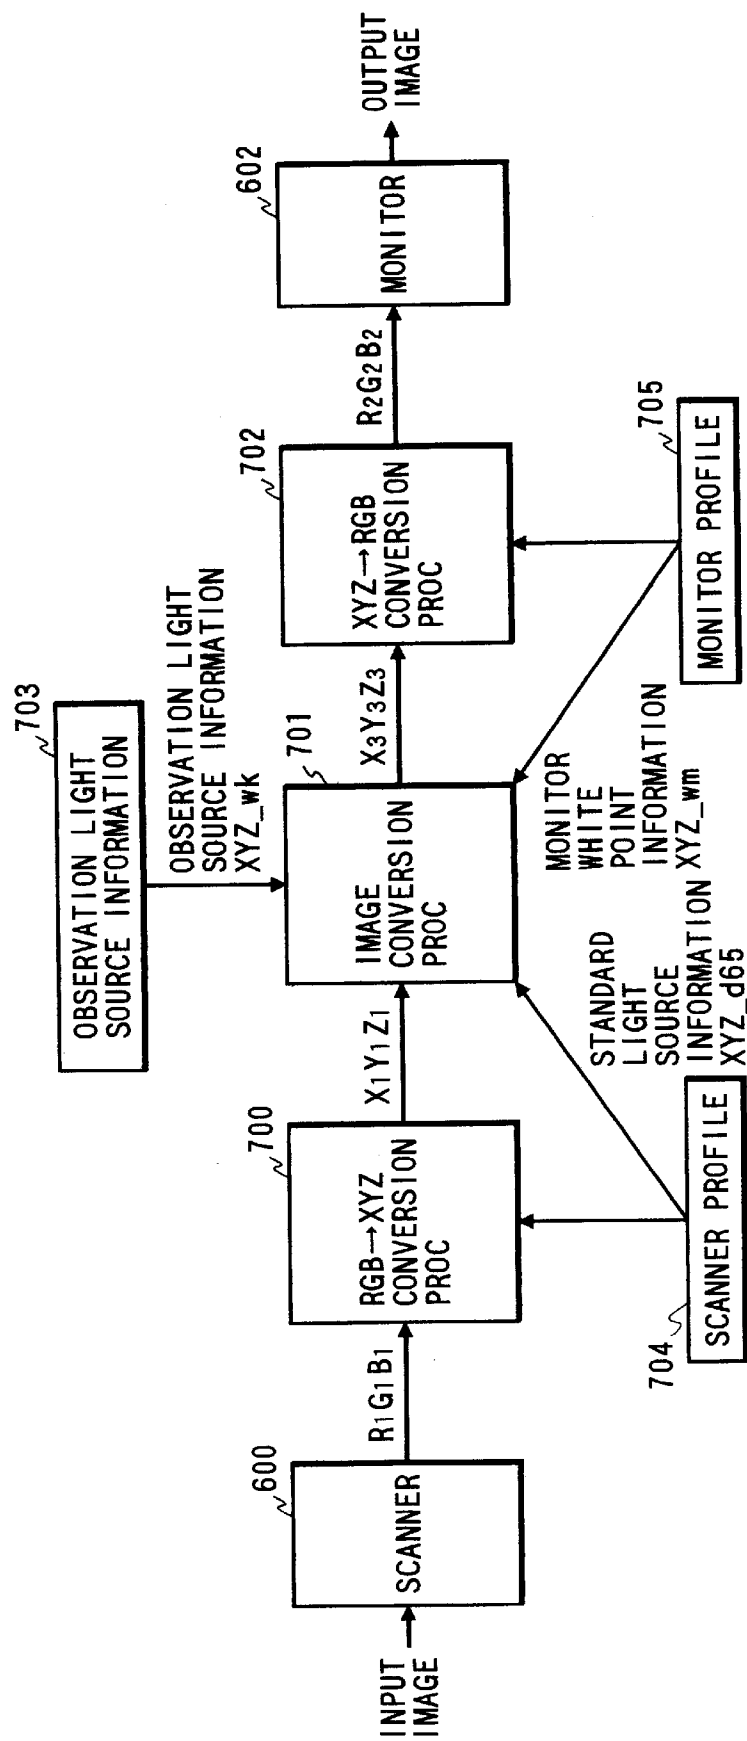 INPUT
IMAGE
600
SCANNER
R1G1B1
700
RGB→XYZ
CONVERSION
PROC
X1Y1Z1
703
OBSERVATION LIGHT
SOURCE INFORMATION
OBSERVATION LIGHT
SOURCE INFORMATION
XYZ_wk
701
IMAGE
CONVERSION
PROC
X3Y3Z3
702
XYZ→RGB
CONVERSION
PROC
R2G2B2
602
MONITOR
OUTPUT
IMAGE
704
SCANNER PROFILE
STANDARD
LIGHT
SOURCE
INFORMATION
XYZ_d65
MONITOR
WHITE
POINT
INFORMATION
XYZ_wm
705
MONITOR PROFILE